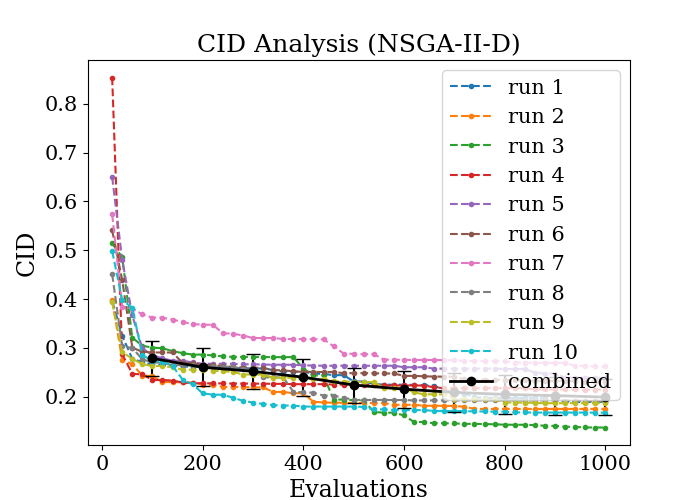 CID Analysis (NSGA-II-D)
CID
0.8
0.7
0.6
0.5
0.4
0.3
0.2
0
200
400
600
800
1000
Evaluations
run 1
run 2
run 3
run 4
run 5
run 6
run 7
run 8
run 9
run 10
combined